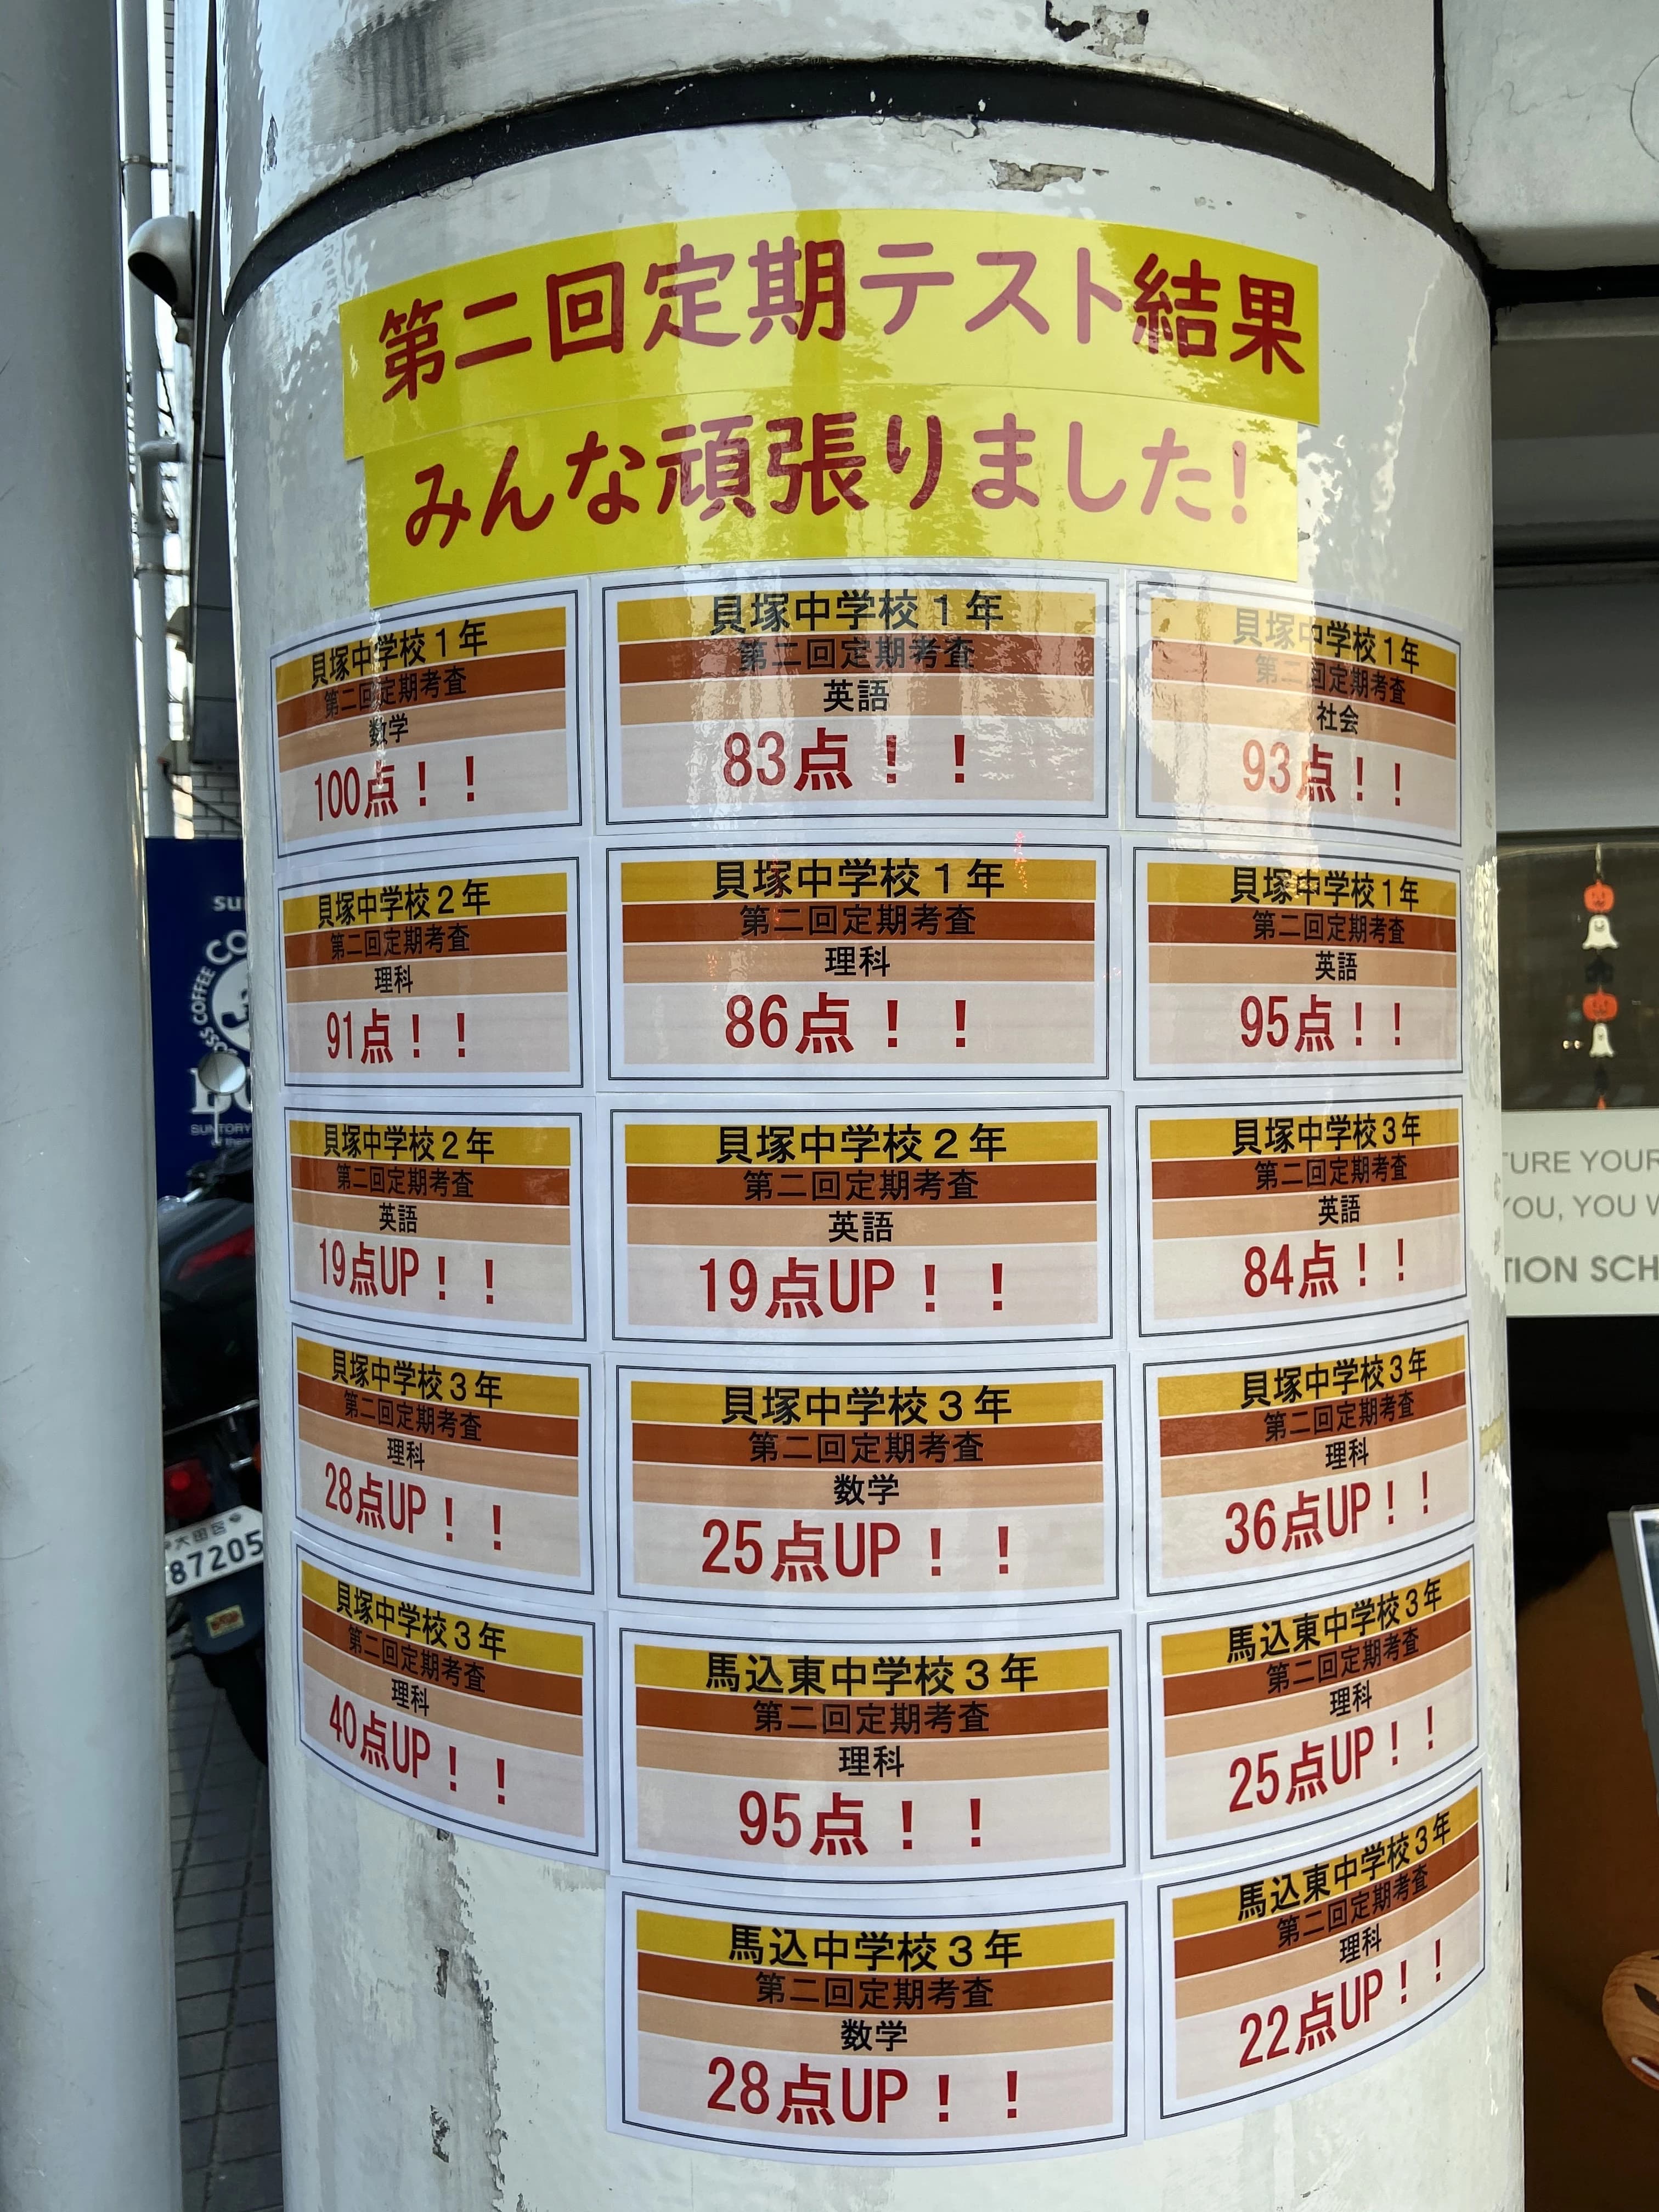 第二回定期テスト結果
みんな頑張りました!
貝塚中学校1年
第二回定期考査
数学
100点！！
貝塚中学校1年
第二回定期考査
英語
83点！！
貝塚中学校1年
第二回定期考査
社会
93点！！
貝塚中学校2年
第二回定期考査
理科
91点！！
貝塚中学校1年
第二回定期考査
理科
86点！！
貝塚中学校1年
第二回定期考査
英語
95点！！
貝塚中学校2年
第二回定期考査
英語
19点UP！！
貝塚中学校2年
第二回定期考査
英語
19点UP！！
貝塚中学校3年
第二回定期考査
英語
84点！！
貝塚中学校3年
第二回定期考査
理科
28点UP！！
貝塚中学校3年
第二回定期考査
数学
25点UP！！
貝塚中学校3年
第二回定期考査
理科
36点UP！！
貝塚中学校3年
第二回定期考査
理科
40点UP！！
馬込東中学校3年
第二回定期考査
理科
95点！！
馬込東中学校3年
第二回定期考査
理科
25点UP！！
馬込中学校3年
第二回定期考査
数学
28点UP！！
馬込東中学校3年
第二回定期考査
理科
22点UP！！
COFFEE
SUNTORY
大田区
87205
YOUR
YOU, YOU